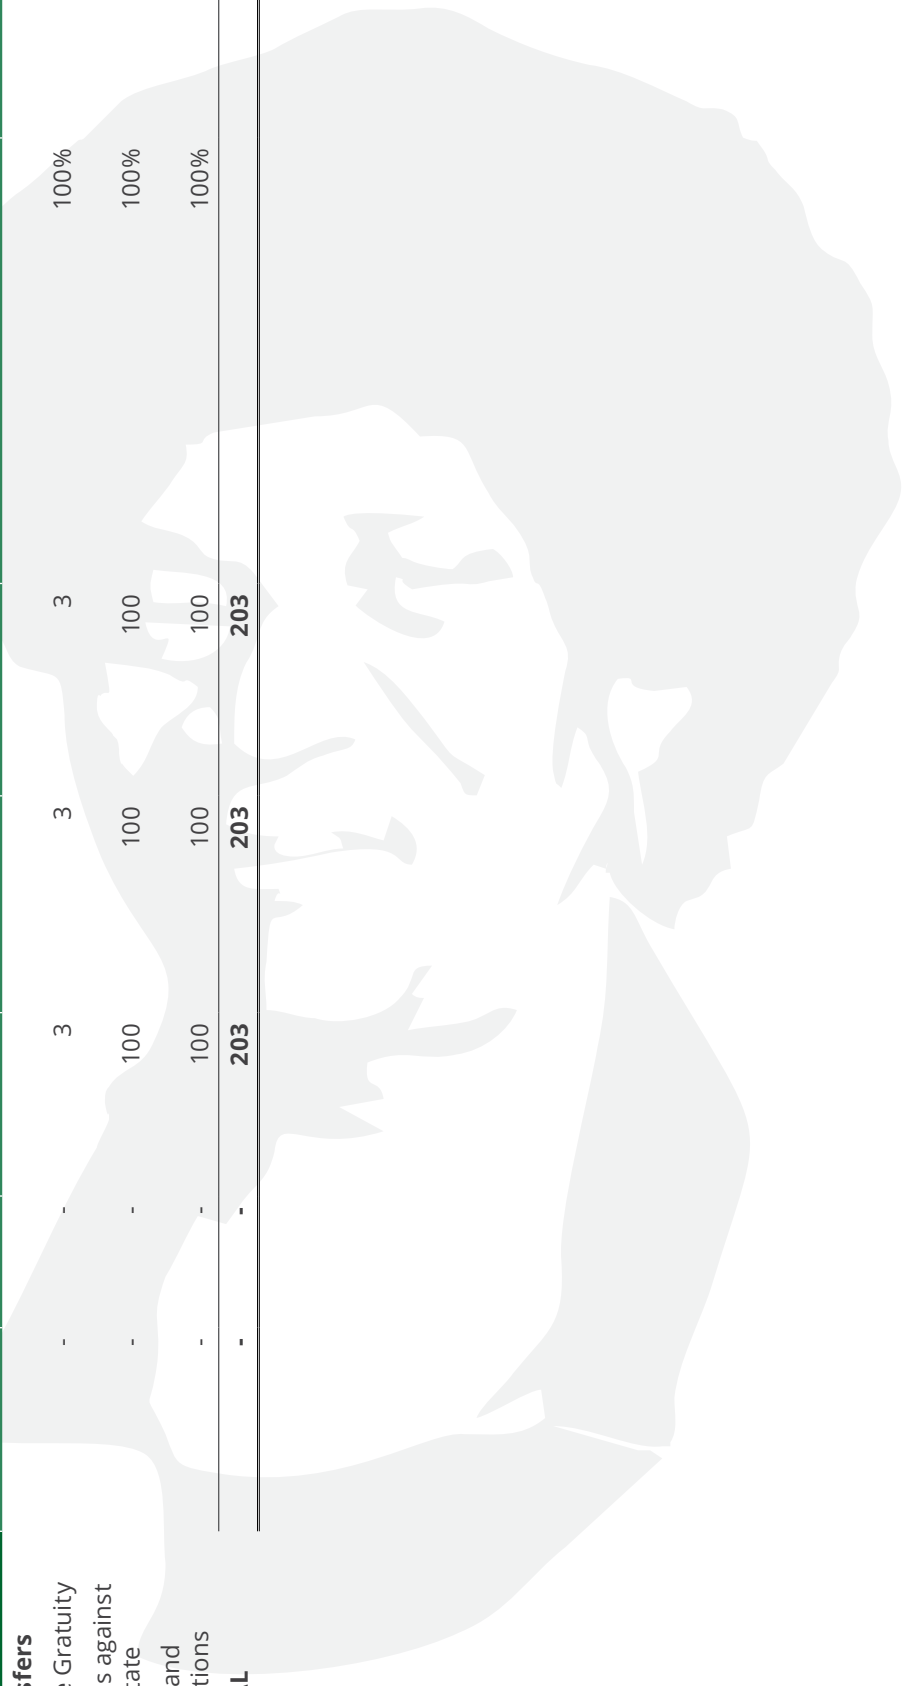 sfers
e Gratuity - - 3 3 3 100%
s against
tate - - 100 100 100 100%
and
tions - - 100 100 100 100%
L - - 203 203 203